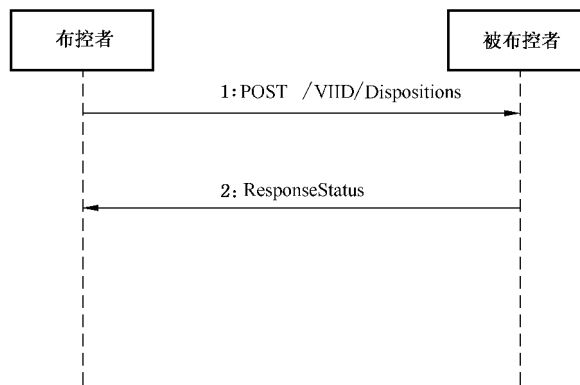 布控者
被布控者
1:POST /VIID/Dispositions
2: ResponseStatus